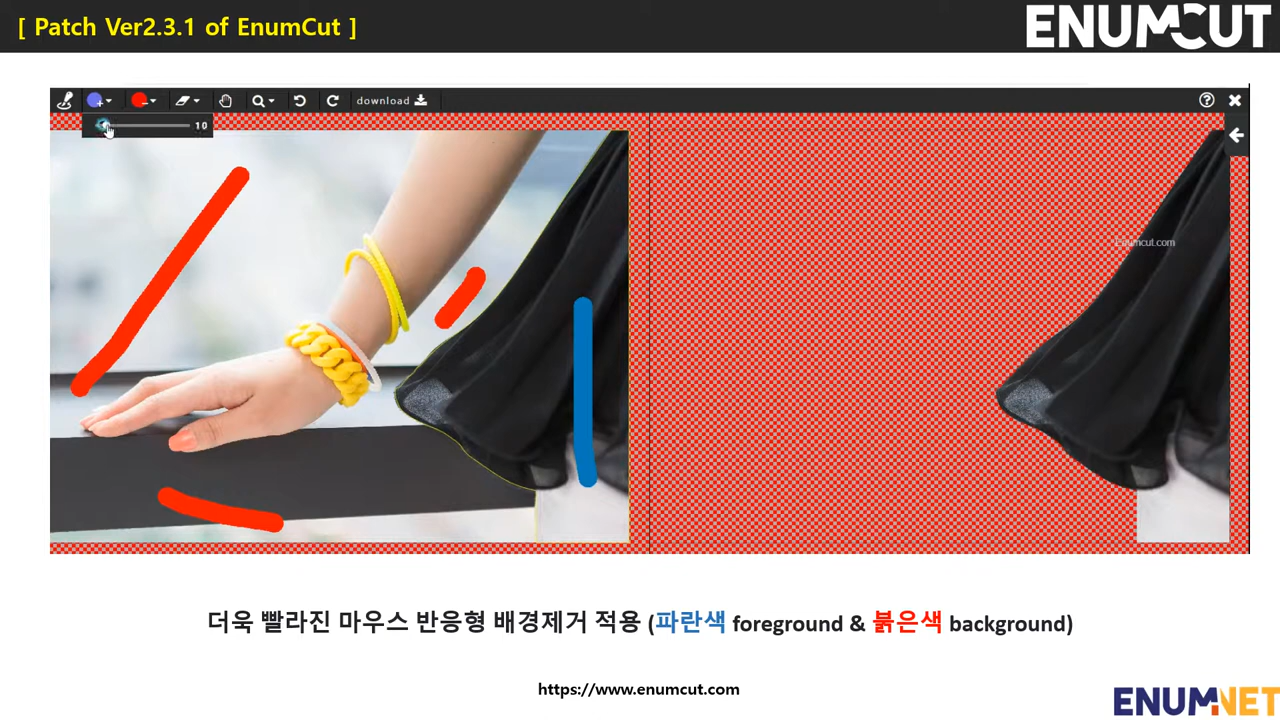 [ Patch Ver2.3.1 of EnumCut ]
ENUMCUT
download
10
Enumcut.com
더욱 빨라진 마우스 반응형 배경제거 적용 (파란색 foreground & 붉은색 background)
https://www.enumcut.com
ENUM.NET